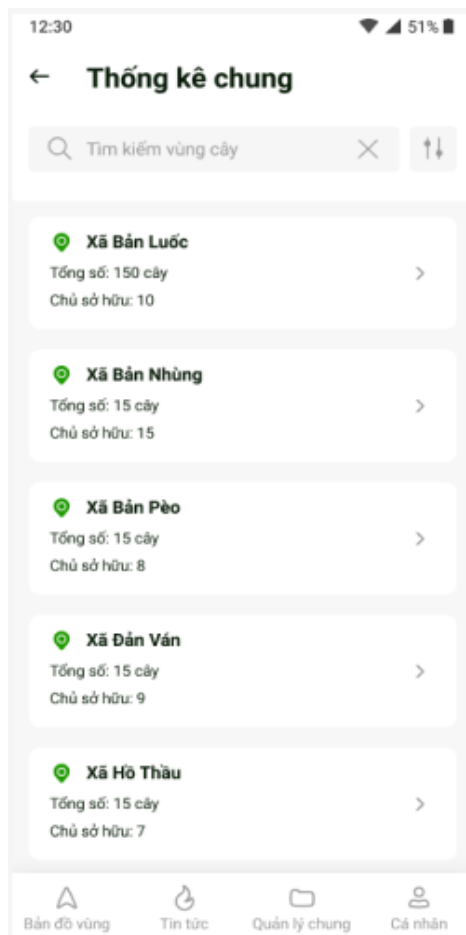 12:30 51%
Thống kê chung
Tìm kiếm vùng cây
Xã Bản Luốc
Tổng số: 150 cây
Chủ sở hữu: 10
Xã Bản Nhùng
Tổng số: 15 cây
Chủ sở hữu: 15
Xã Bản Pèo
Tổng số: 15 cây
Chủ sở hữu: 8
Xã Đản Ván
Tổng số: 15 cây
Chủ sở hữu: 9
Xã Hồ Thầu
Tổng số: 15 cây
Chủ sở hữu: 7
Bản đồ vùng Tin tức Quản lý chung Cá nhân